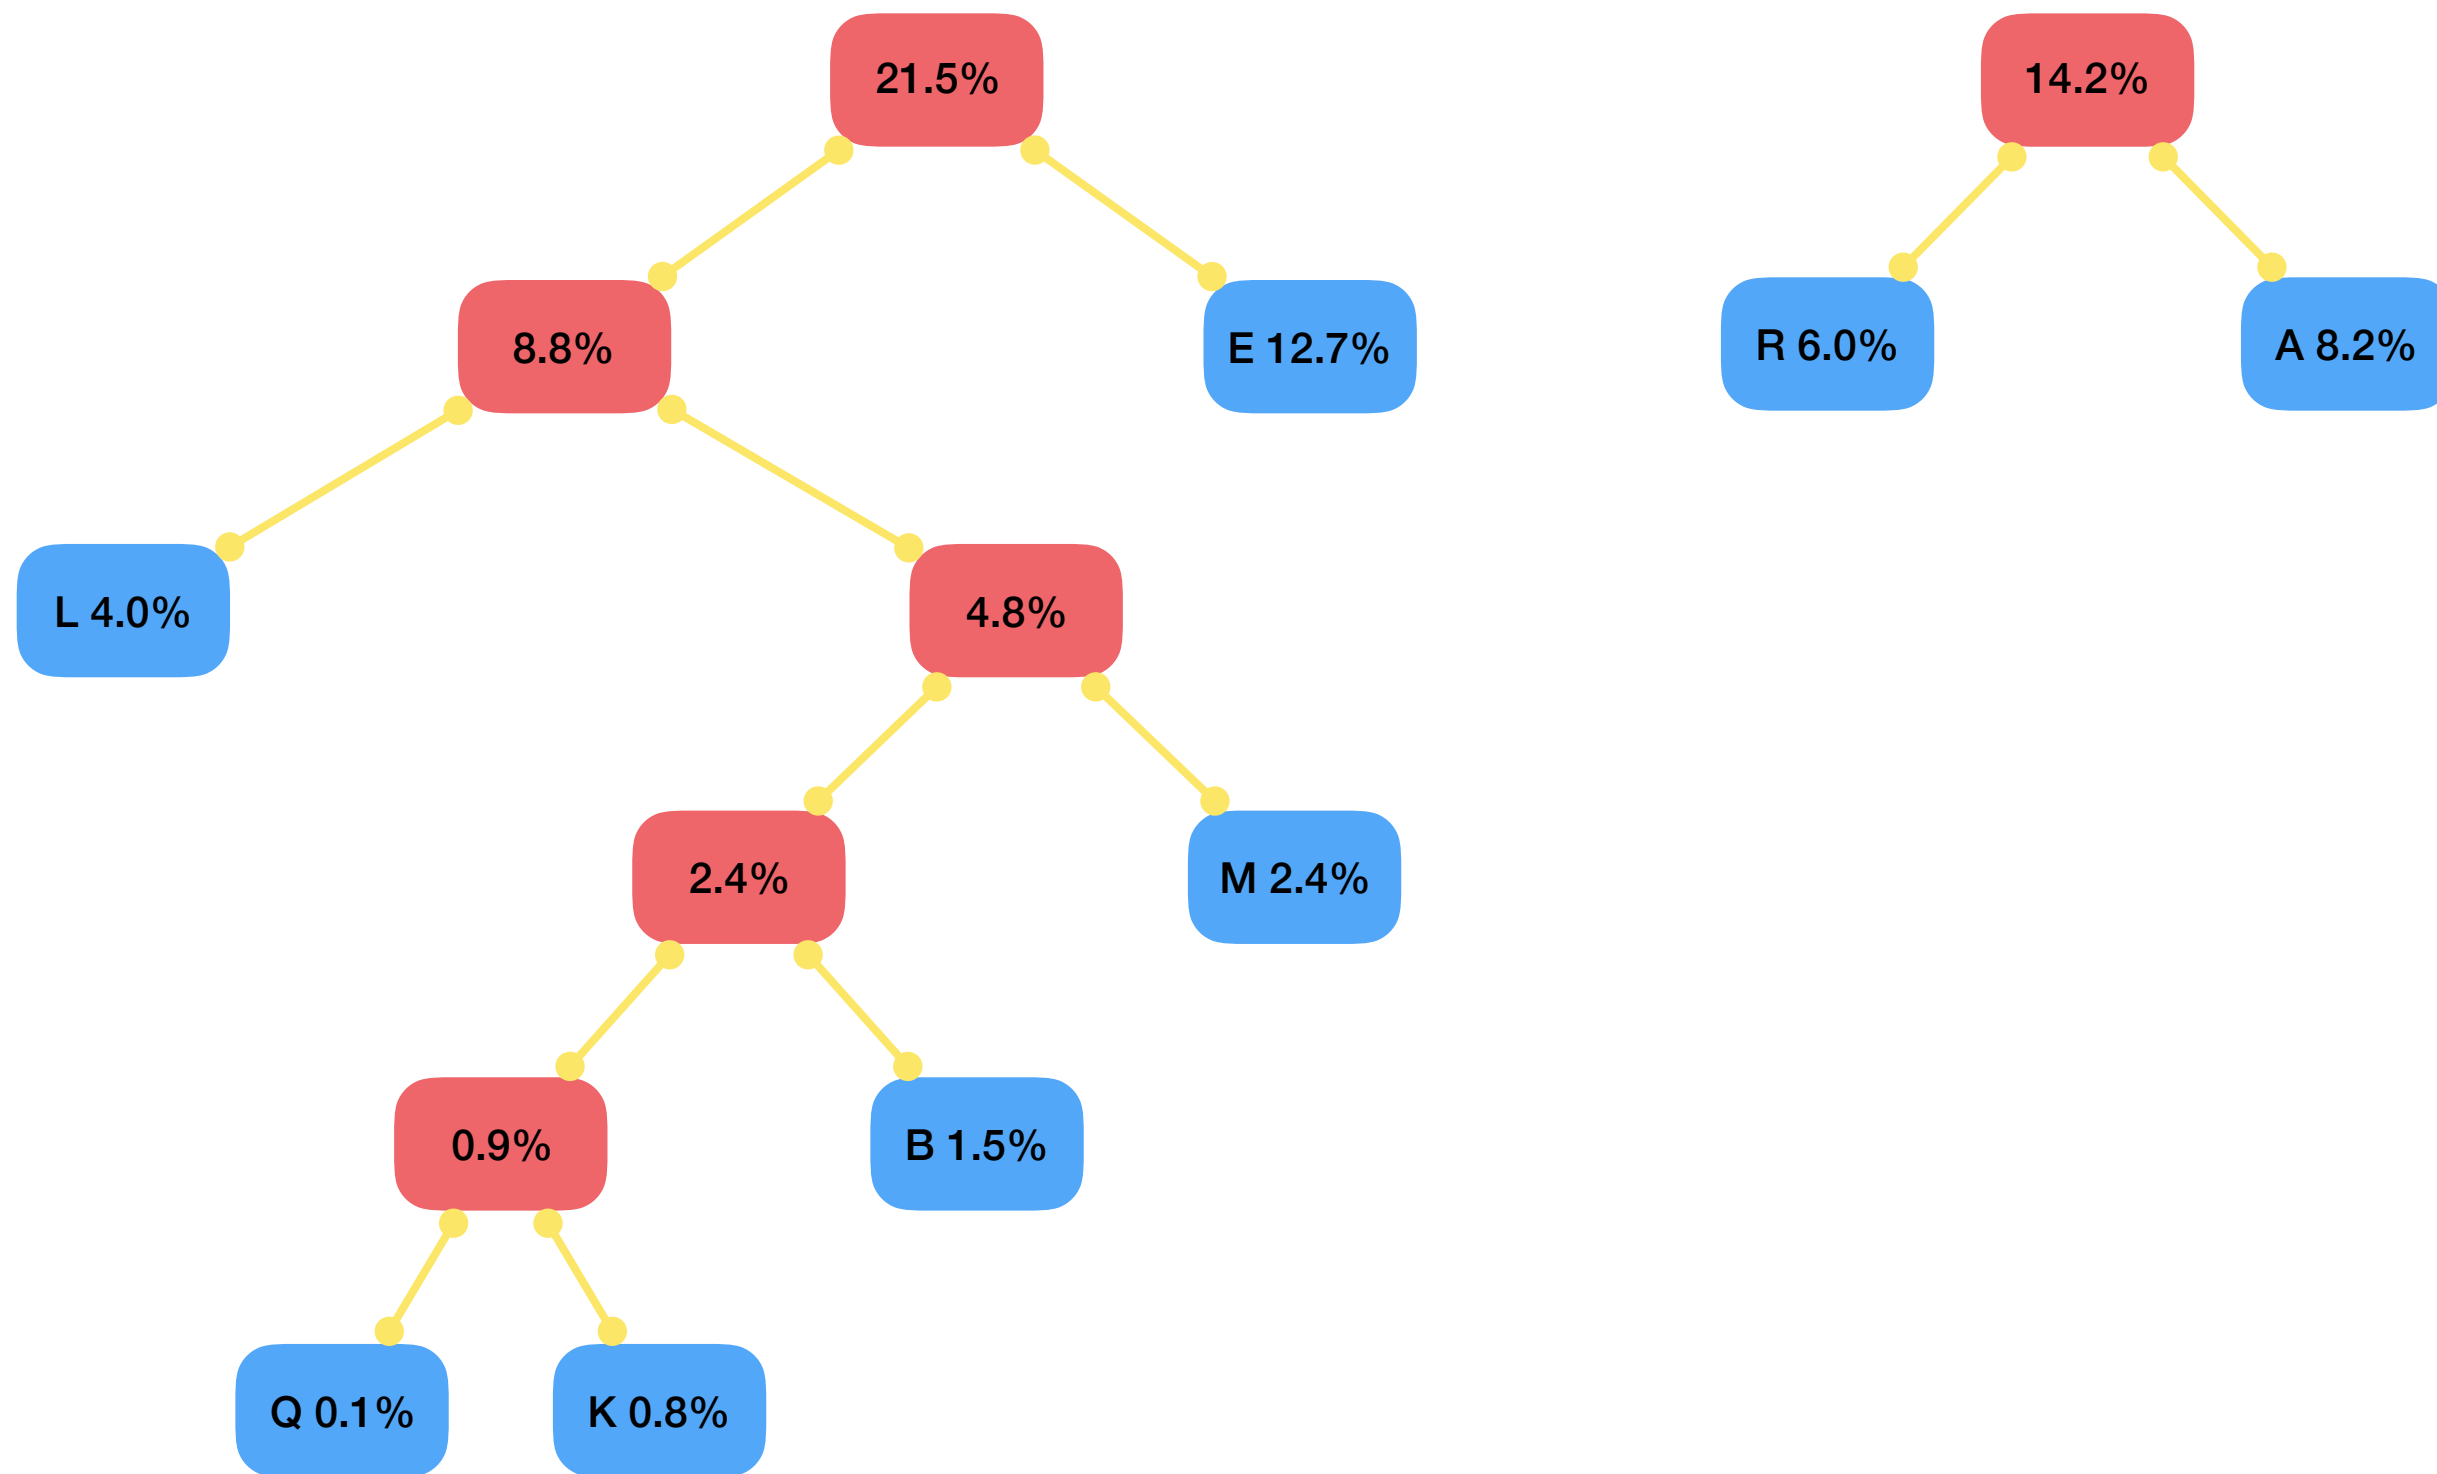 21.5%
14.2%
8.8%
E 12.7%
R 6.0%
A 8.2%
L 4.0%
4.8%
2.4%
M 2.4%
0.9%
B 1.5%
Q 0.1%
K 0.8%